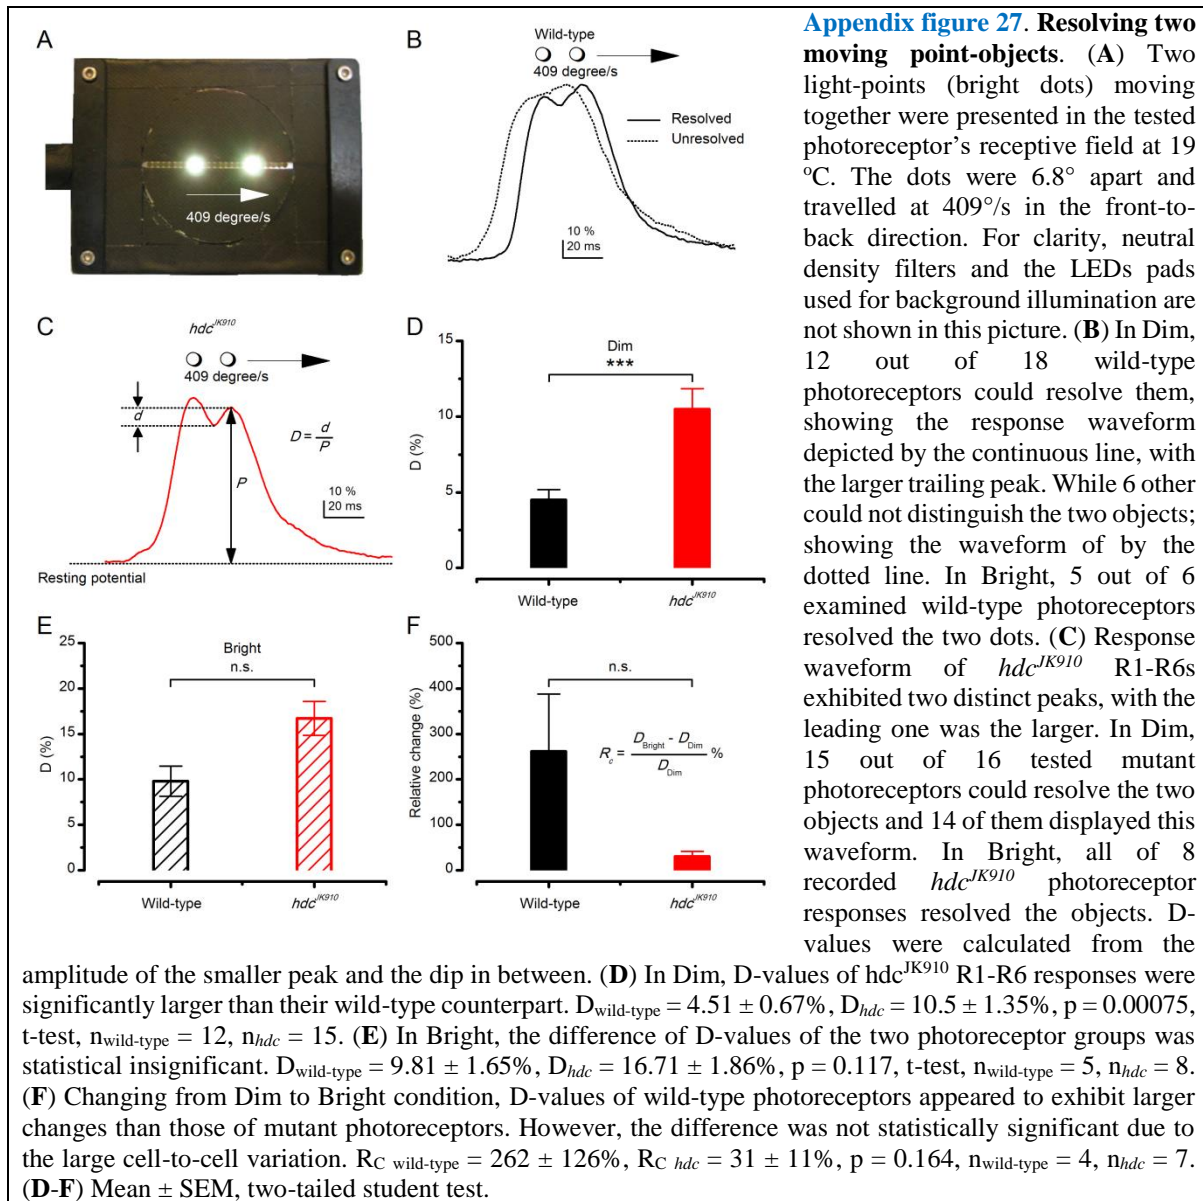 A
409 degree/s
B
Wild-type
409 degree/s
Resolved
Unresolved
10 %
20 ms
C
hdc^JK910
409 degree/s
d
D = d/P
P
10 %
20 ms
Resting potential
D
Dim
***
D (%)
15
10
5
0
Wild-type
hdc^JK910
E
Bright
n.s.
D (%)
25
20
15
10
5
0
Wild-type
hdc^JK910
F
n.s.
Relative change (%)
500
400
300
200
100
0
R_c = (D_Bright - D_Dim)/D_Dim %
Wild-type
hdc^JK910
Appendix figure 27. Resolving two
moving point-objects. (A) Two
light-points (bright dots) moving
together were presented in the tested
photoreceptor's receptive field at 19
°C. The dots were 6.8° apart and
travelled at 409°/s in the front-to-
back direction. For clarity, neutral
density filters and the LEDs pads
used for background illumination are
not shown in this picture. (B) In Dim,
12 out of 18 wild-type
photoreceptors could resolve them,
showing the response waveform
depicted by the continuous line, with
the larger trailing peak. While 6 other
could not distinguish the two objects;
showing the waveform of by the
dotted line. In Bright, 5 out of 6
examined wild-type photoreceptors
resolved the two dots. (C) Response
waveform of hdc^JK910 R1-R6s
exhibited two distinct peaks, with the
leading one was the larger. In Dim,
15 out of 16 tested mutant
photoreceptors could resolve the two
objects and 14 of them displayed this
waveform. In Bright, all of 8
recorded hdc^JK910 photoreceptor
responses resolved the objects. D-
values were calculated from the
amplitude of the smaller peak and the dip in between. (D) In Dim, D-values of hdc^JK910 R1-R6 responses were
significantly larger than their wild-type counterpart. D_wild-type = 4.51 ± 0.67%, D_hdc = 10.5 ± 1.35%, p = 0.00075,
t-test, n_wild-type = 12, n_hdc = 15. (E) In Bright, the difference of D-values of the two photoreceptor groups was
statistical insignificant. D_wild-type = 9.81 ± 1.65%, D_hdc = 16.71 ± 1.86%, p = 0.117, t-test, n_wild-type = 5, n_hdc = 8.
(F) Changing from Dim to Bright condition, D-values of wild-type photoreceptors appeared to exhibit larger
changes than those of mutant photoreceptors. However, the difference was not statistically significant due to
the large cell-to-cell variation. R_C wild-type = 262 ± 126%, R_C hdc = 31 ± 11%, p = 0.164, n_wild-type = 4, n_hdc = 7.
(D-F) Mean ± SEM, two-tailed student test.